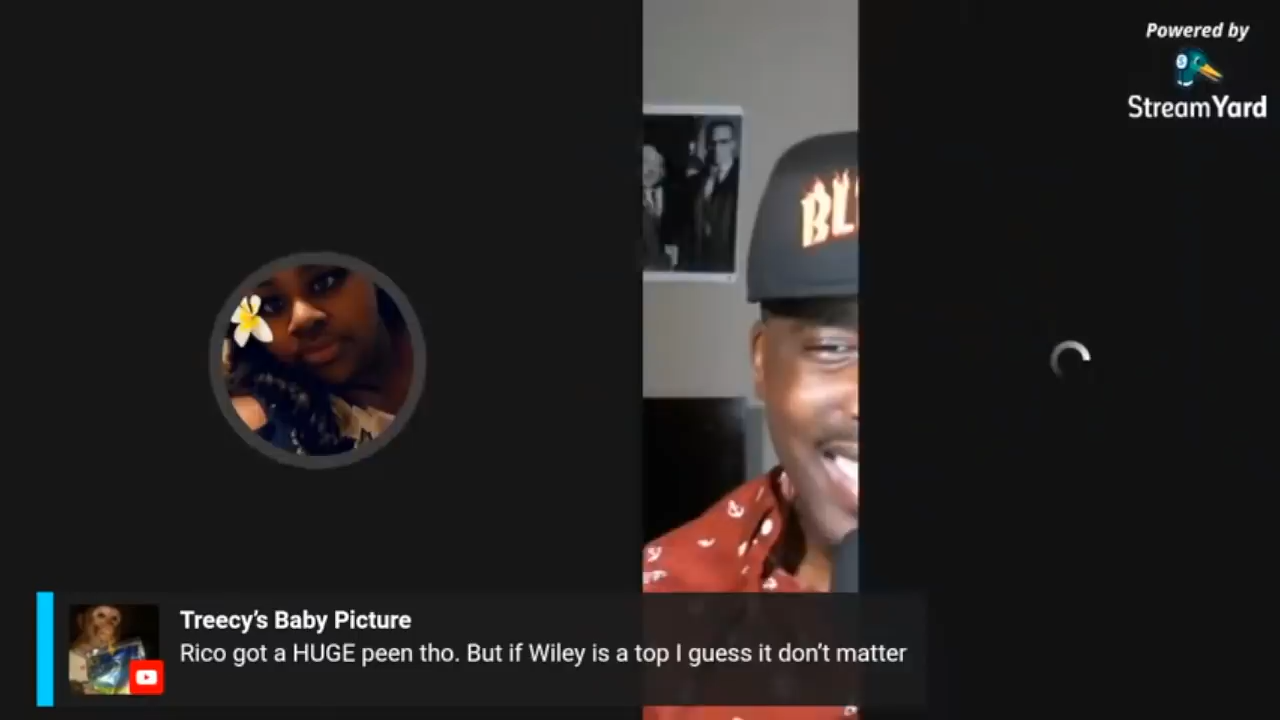 Powered by
StreamYard
BL
Treecy’s Baby Picture
Rico got a HUGE peen tho. But if Wiley is a top I guess it don’t matter